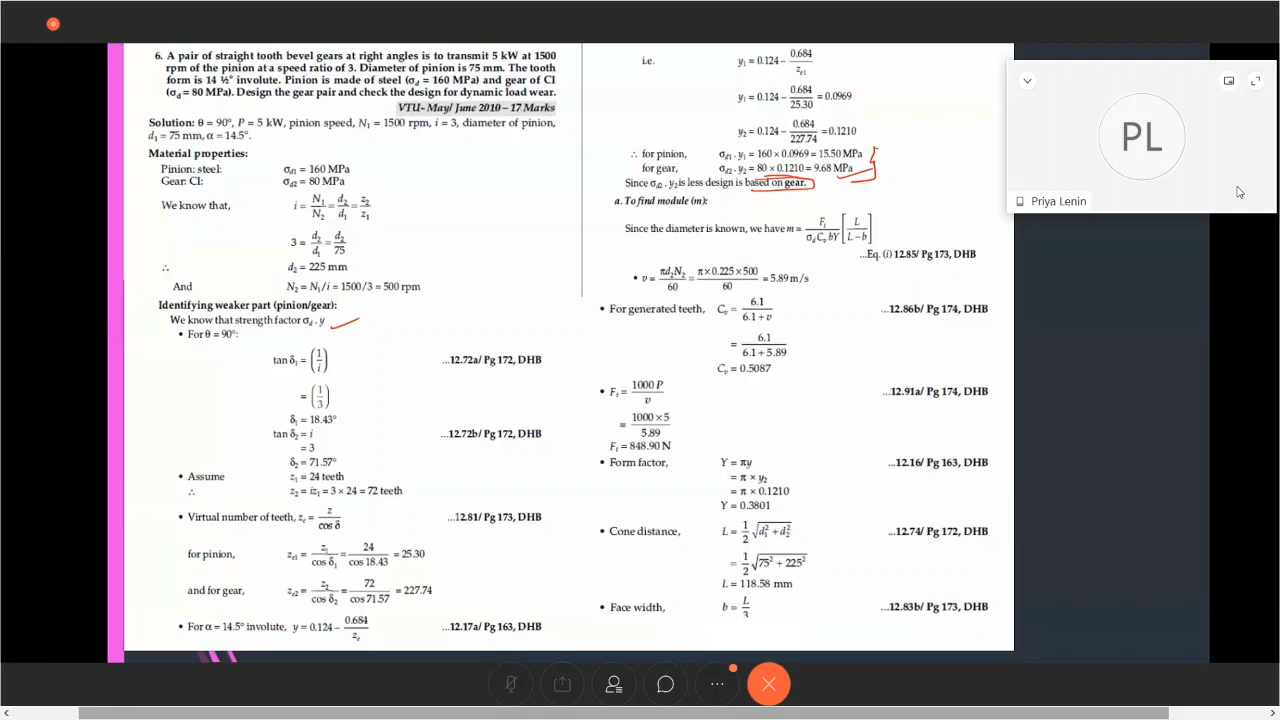 6. A pair of straight tooth bevel gears at right angles is to transmit 5 kW at 1500
rpm of the pinion at a speed ratio of 3. Diameter of pinion is 75 mm. The tooth
form is 14 ½° involute. Pinion is made of steel (σd = 160 MPa) and gear of CI
(σd = 80 MPa). Design the gear pair and check the design for dynamic load wear.
VTU- May/ June 2010 – 17 Marks
Solution: θ = 90°, P = 5 kW, pinion speed, N1 = 1500 rpm, i = 3, diameter of pinion,
d1 = 75 mm, α = 14.5°.
Material properties:
Pinion: steel: σd1 = 160 MPa
Gear: CI: σd2 = 80 MPa
We know that, i = N1/N2 = d2/d1 = z2/z1
3 = d2/d1 = d2/75
∴ d2 = 225 mm
And N2 = N1/i = 1500/3 = 500 rpm
Identifying weaker part (pinion/gear):
We know that strength factor σd . y
• For θ = 90°:
tan δ1 = (1/i) ...12.72a/ Pg 172, DHB
= (1/3)
δ1 = 18.43°
tan δ2 = i ...12.72b/ Pg 172, DHB
= 3
δ2 = 71.57°
• Assume z1 = 24 teeth
∴ z2 = iz1 = 3 × 24 = 72 teeth
• Virtual number of teeth, ze = z/cos δ ...12.81/ Pg 173, DHB
for pinion, ze1 = z1/cos δ1 = 24/cos 18.43 = 25.30
and for gear, ze2 = z2/cos δ2 = 72/cos 71.57 = 227.74
• For α = 14.5° involute, y = 0.124 – 0.684/ze ...12.17a/ Pg 163, DHB
i.e. y1 = 0.124 – 0.684/ze1
y1 = 0.124 – 0.684/25.30 = 0.0969
y2 = 0.124 – 0.684/227.74 = 0.1210
∴ for pinion, σd1 . y1 = 160 × 0.0969 = 15.50 MPa
for gear, σd2 . y2 = 80 × 0.1210 = 9.68 MPa
Since σd2 . y2 is less design is based on gear.
a. To find module (m):
Since the diameter is known, we have m = Ft/(σd Cv bY) [L/(L – b)]
...Eq. (i) 12.85/ Pg 173, DHB
• v = πd2N2/60 = π × 0.225 × 500/60 = 5.89 m/s
• For generated teeth, Cv = 6.1/(6.1 + v) ...12.86b/ Pg 174, DHB
= 6.1/(6.1 + 5.89)
Cv = 0.5087
• Ft = 1000 P/v ...12.91a/ Pg 174, DHB
= 1000 × 5/5.89
Ft = 848.90 N
• Form factor, Y = πy ...12.16/ Pg 163, DHB
= π × y2
= π × 0.1210
Y = 0.3801
• Cone distance, L = 1/2 √(d1² + d2²) ...12.74/ Pg 172, DHB
= 1/2 √(75² + 225²)
L = 118.58 mm
• Face width, b = L/3 ...12.83b/ Pg 173, DHB
PL
Priya Lenin